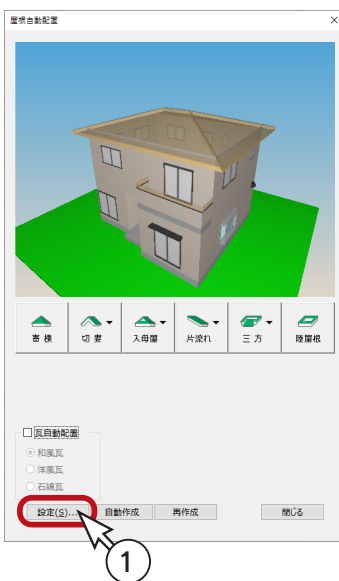 屋根自動配置
寄棟 切妻 入母屋 片流れ 三方 陸屋根
瓦自動配置
和風瓦
洋風瓦
石綿瓦
設定(S)... 自動作成 再作成 閉じる
1